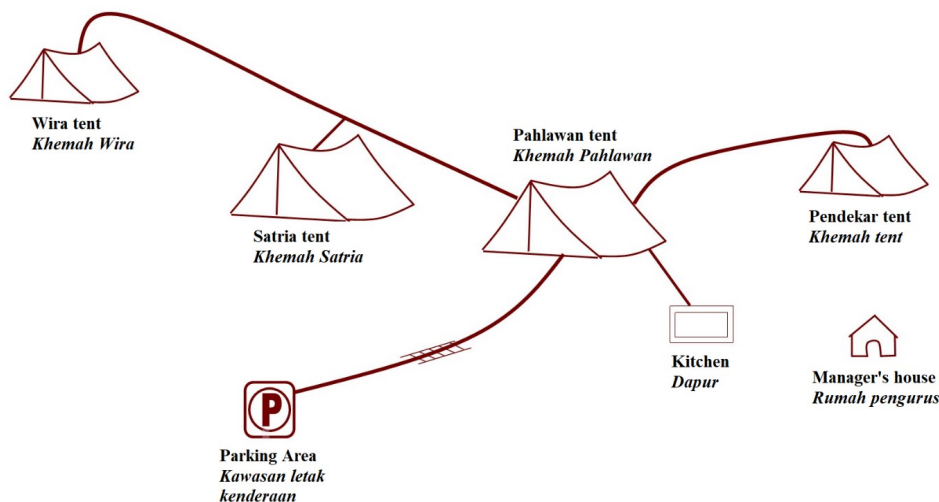 Wira tent
Khemah Wira
Pahlawan tent
Khemah Pahlawan
Satria tent
Khemah Satria
Pendekar tent
Khemah tent
Kitchen
Dapur
Manager's house
Rumah pengurus
P
Parking Area
Kawasan letak
kenderaan